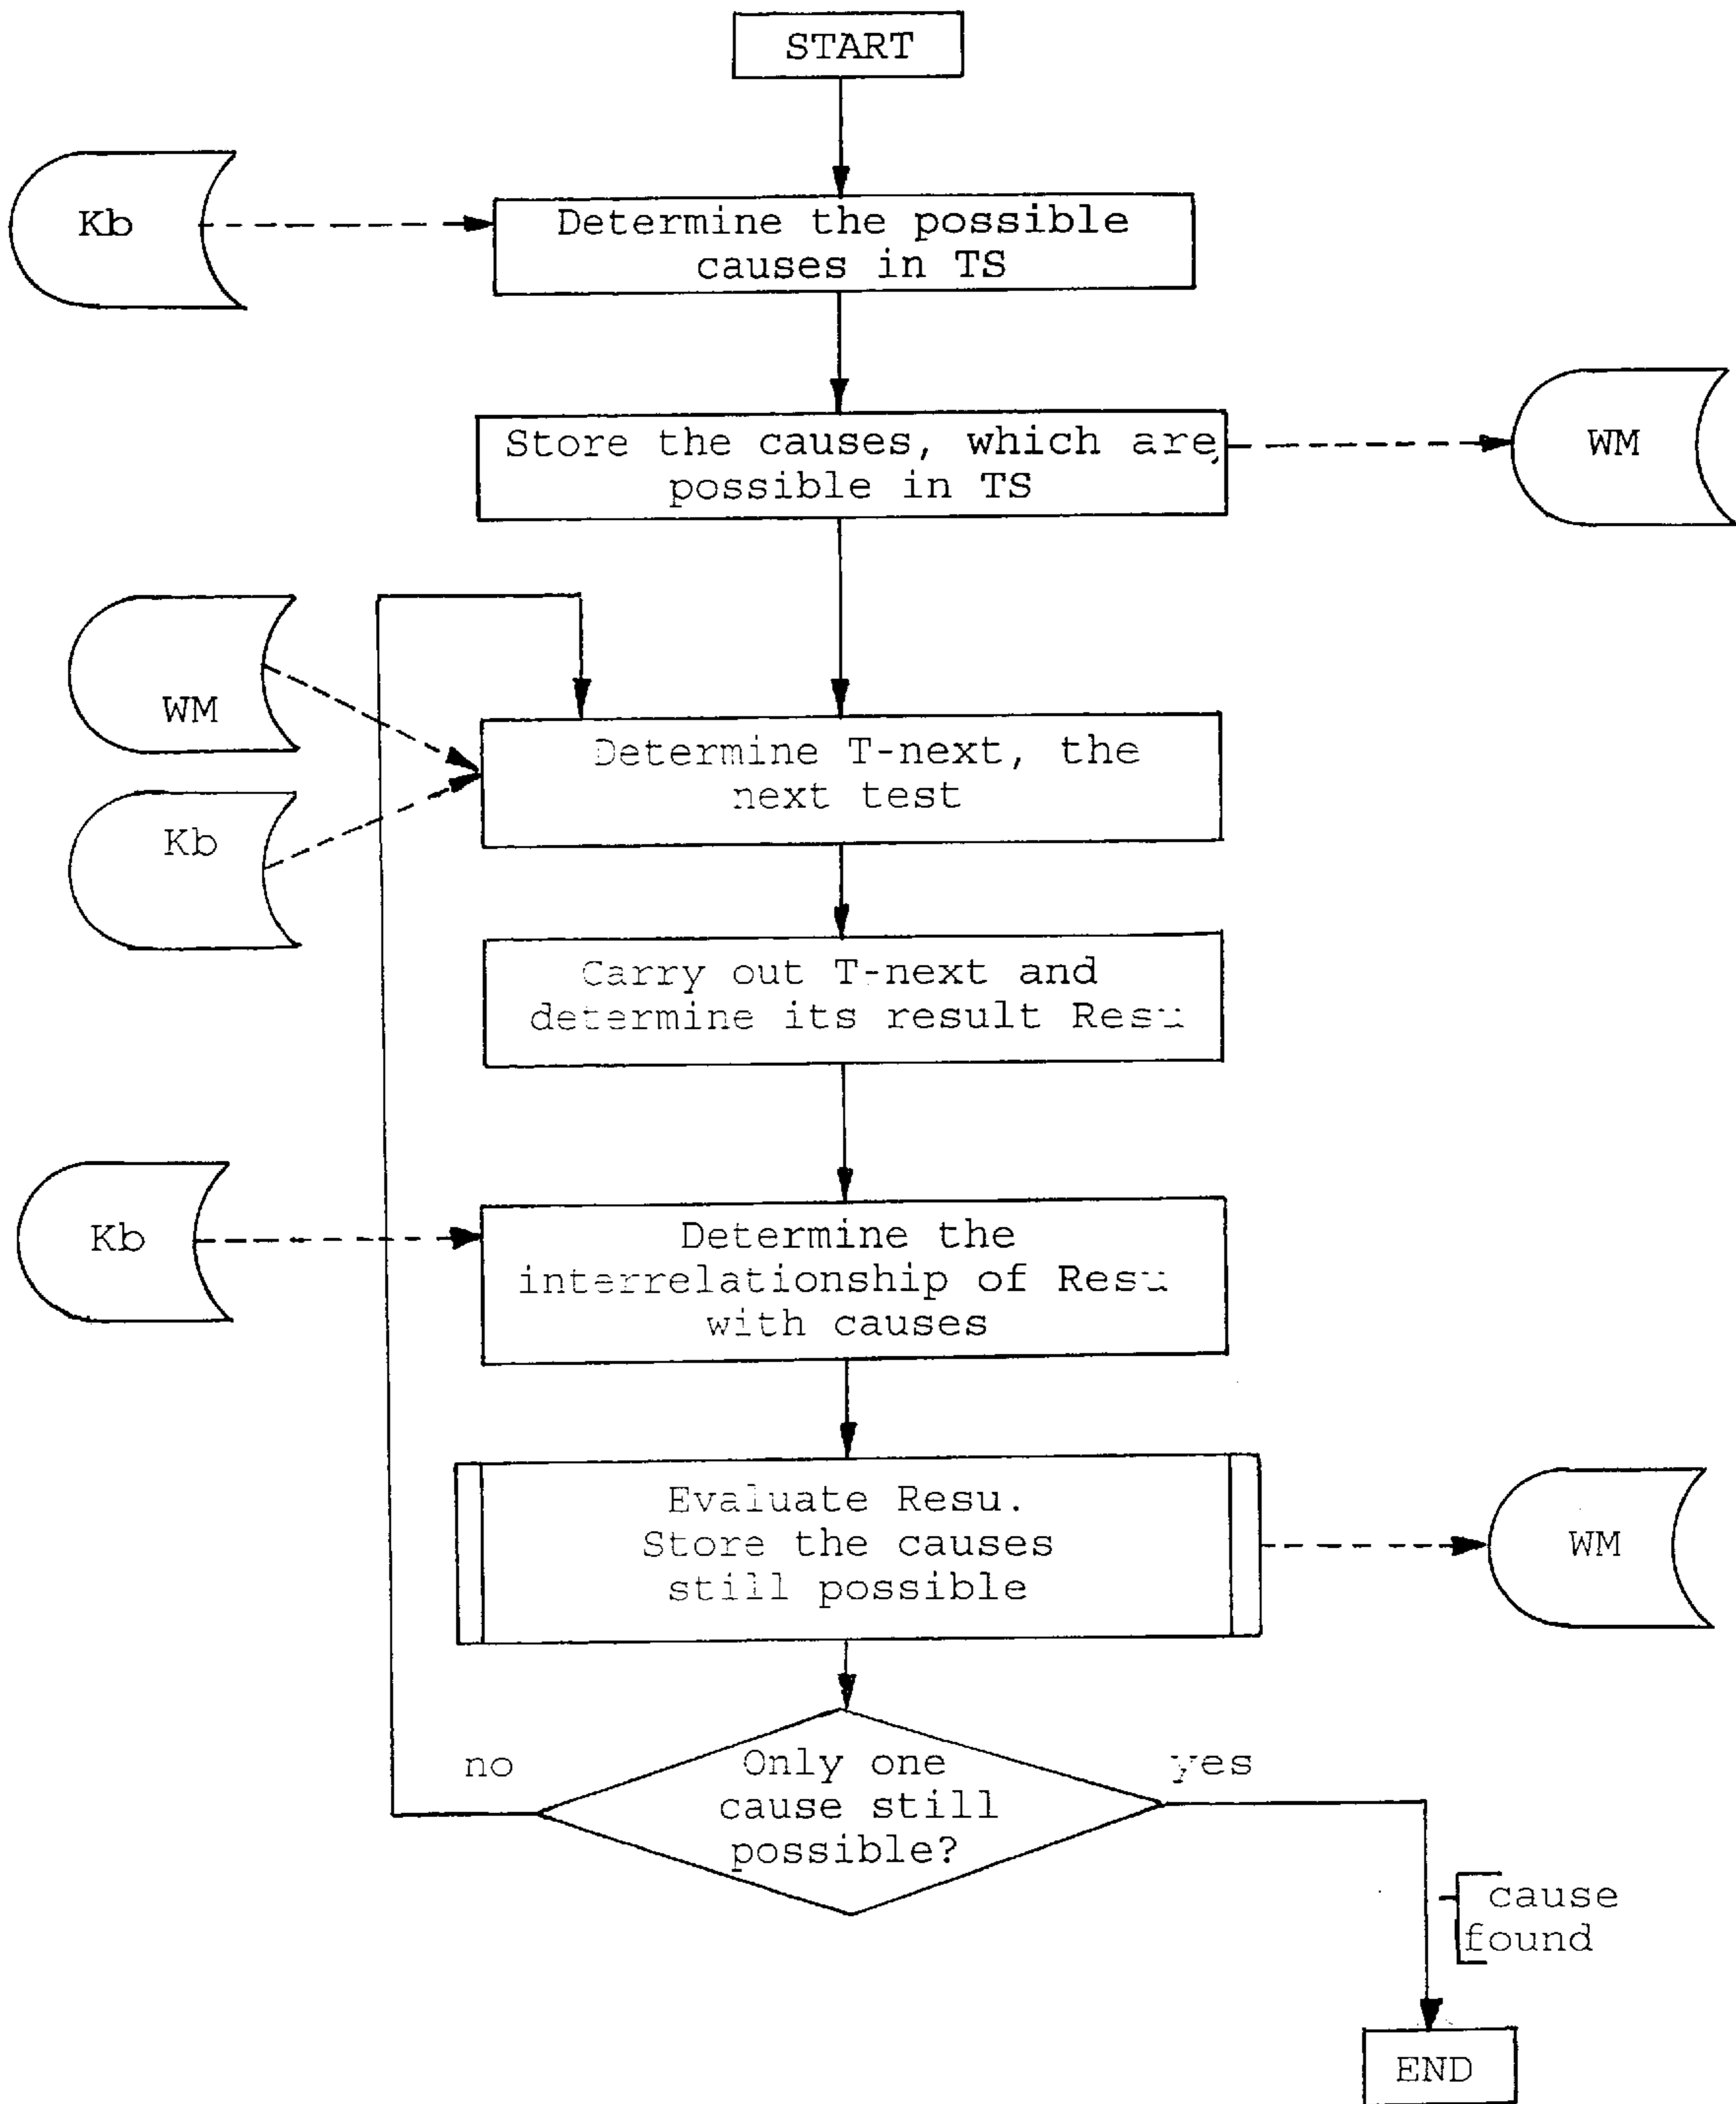 START
Kb
Determine the possible
causes in TS
Store the causes, which are,
possible in TS
WM
WM
Determine T-next, the
next test
Kb
Carry out T-next and
determine its result Resu
Kb
Determine the
interrelationship of Resu
with causes
Evaluate Resu.
Store the causes
still possible
WM
no
Only one
cause still
possible?
yes
cause
found
END